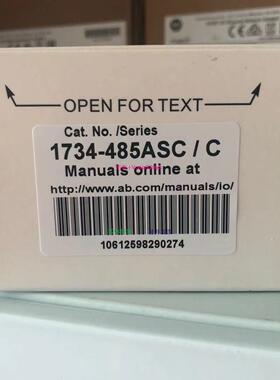 OPEN FOR TEXT
Cat. No. /Series
1734-485ASC / C
Manuals online at
http://www.ab.com/manuals/io/
10612598290274